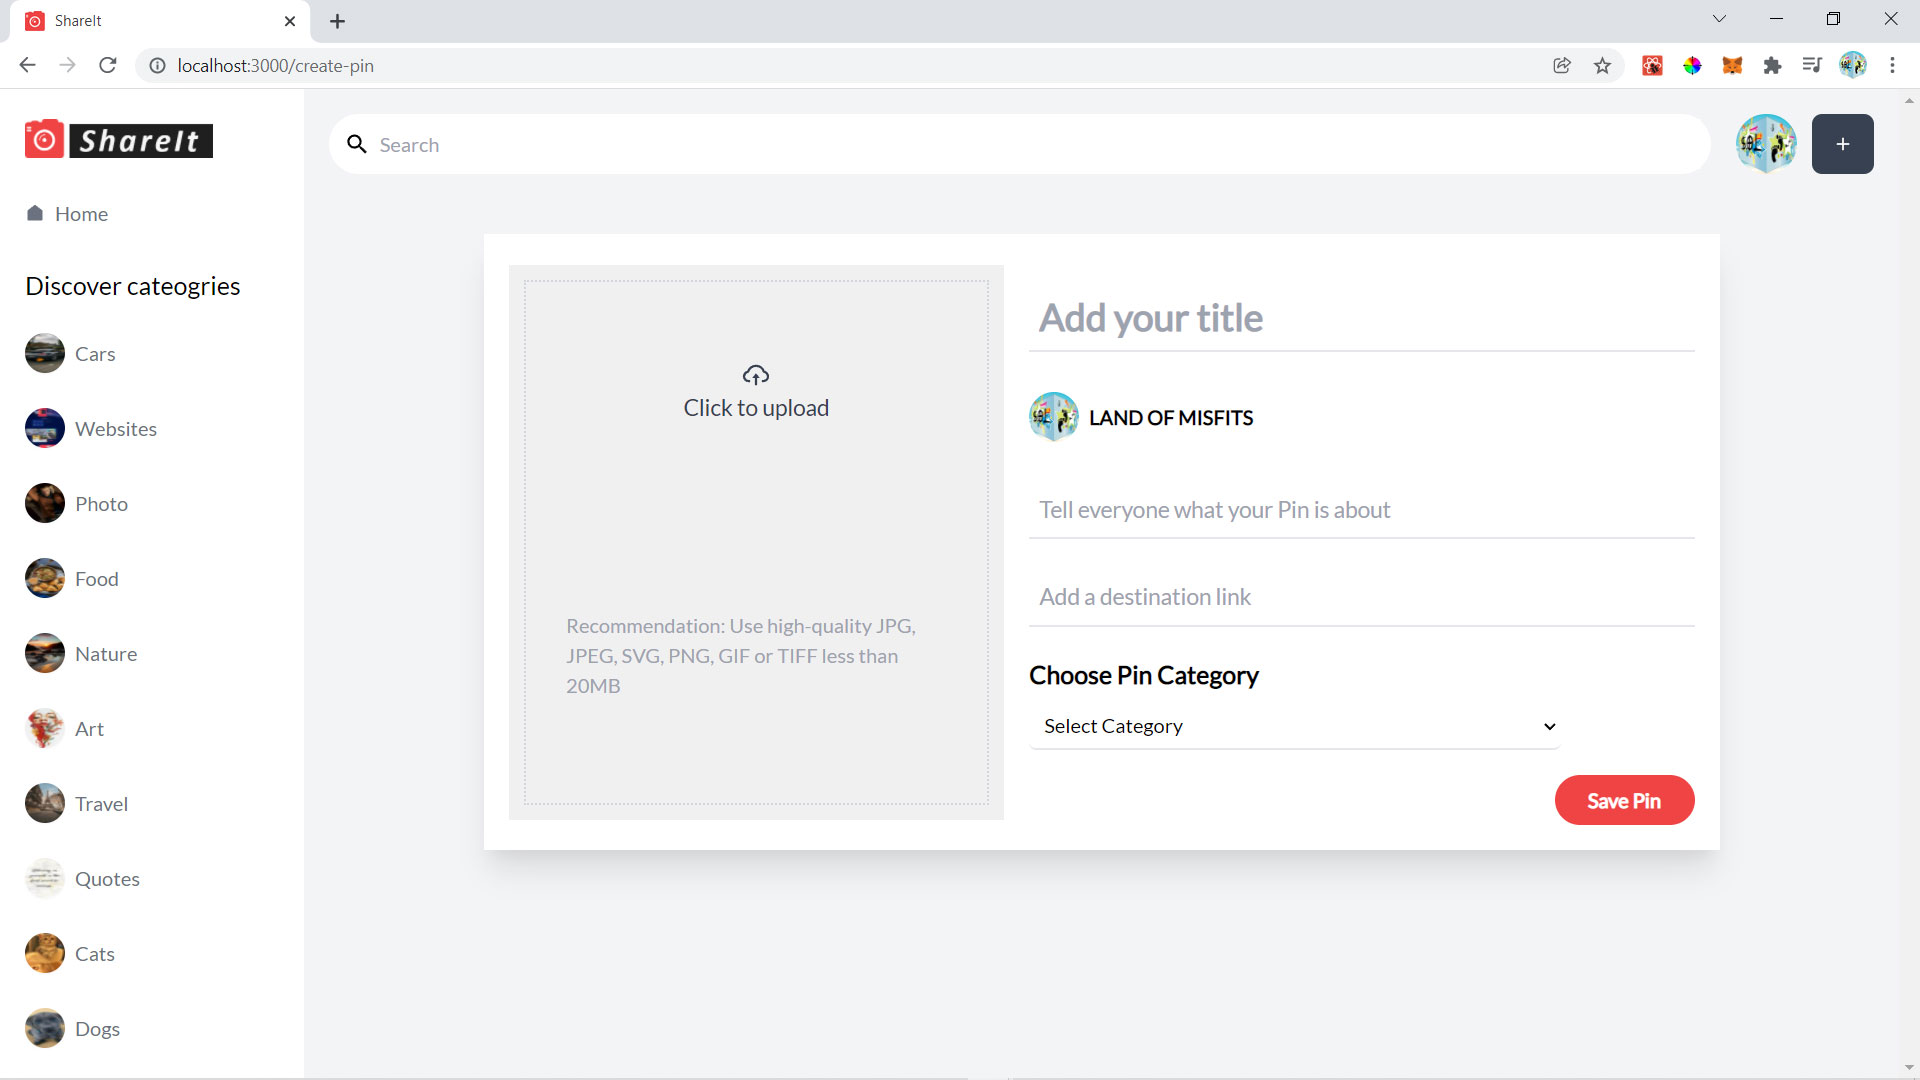 ShareIt
localhost:3000/create-pin
ShareIt
Search
+
Home
Discover cateogries
Cars
Websites
Photo
Food
Nature
Art
Travel
Quotes
Cats
Dogs
Click to upload
Recommendation: Use high-quality JPG,
JPEG, SVG, PNG, GIF or TIFF less than
20MB
Add your title
LAND OF MISFITS
Tell everyone what your Pin is about
Add a destination link
Choose Pin Category
Select Category
Save Pin